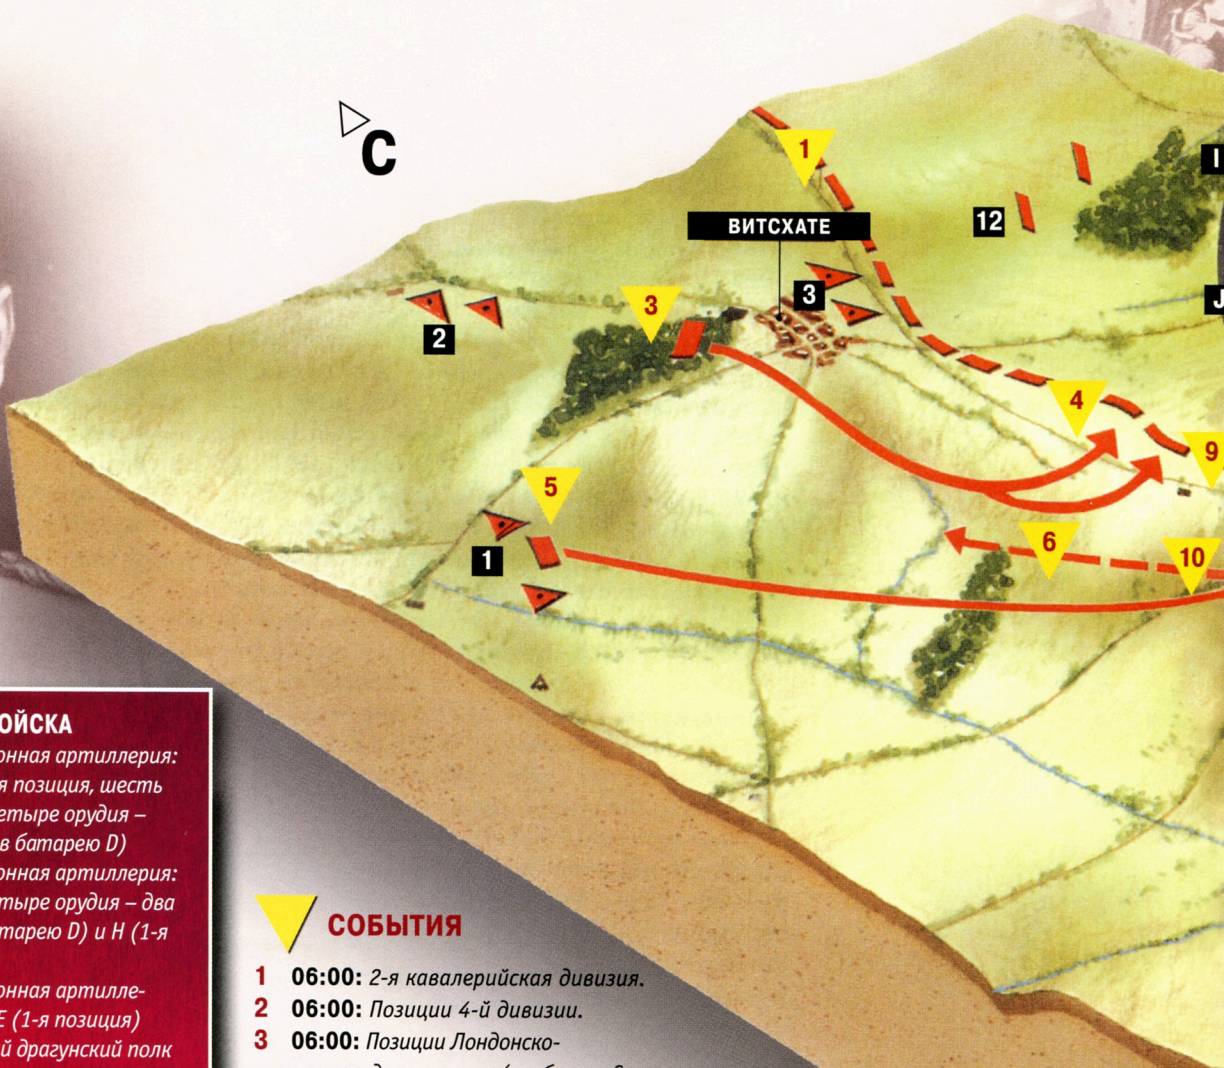 С
1
I
12
ВИТСХАТЕ
3
3
J
2
4
9
5
1
6
10
ОЙСКА
онная артиллерия:
я позиция, шесть
етыре орудия –
в батарею D)
онная артиллерия:
тыре орудия – два
тарею D) и H (1-я
онная артилле-
Е (1-я позиция)
й драгунский полк
СОБЫТИЯ
1 06:00: 2-я кавалерийская дивизия.
2 06:00: Позиции 4-й дивизии.
3 06:00: Позиции Лондонско-